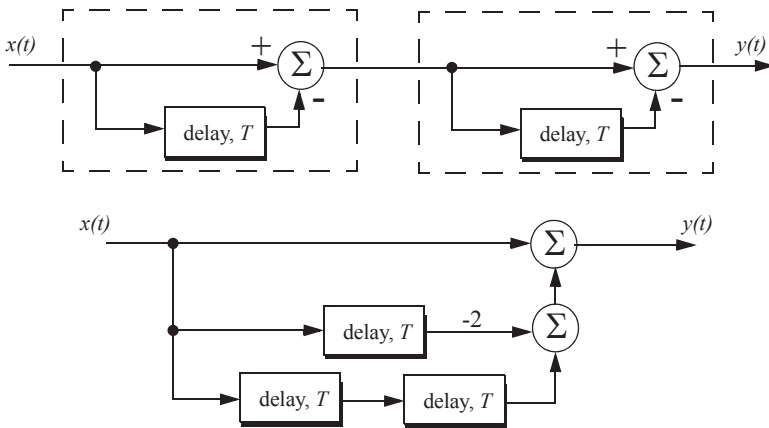 x(t) + Σ + Σ y(t)
- -
delay, T delay, T
x(t) Σ y(t)
delay, T -2 Σ
delay, T delay, T